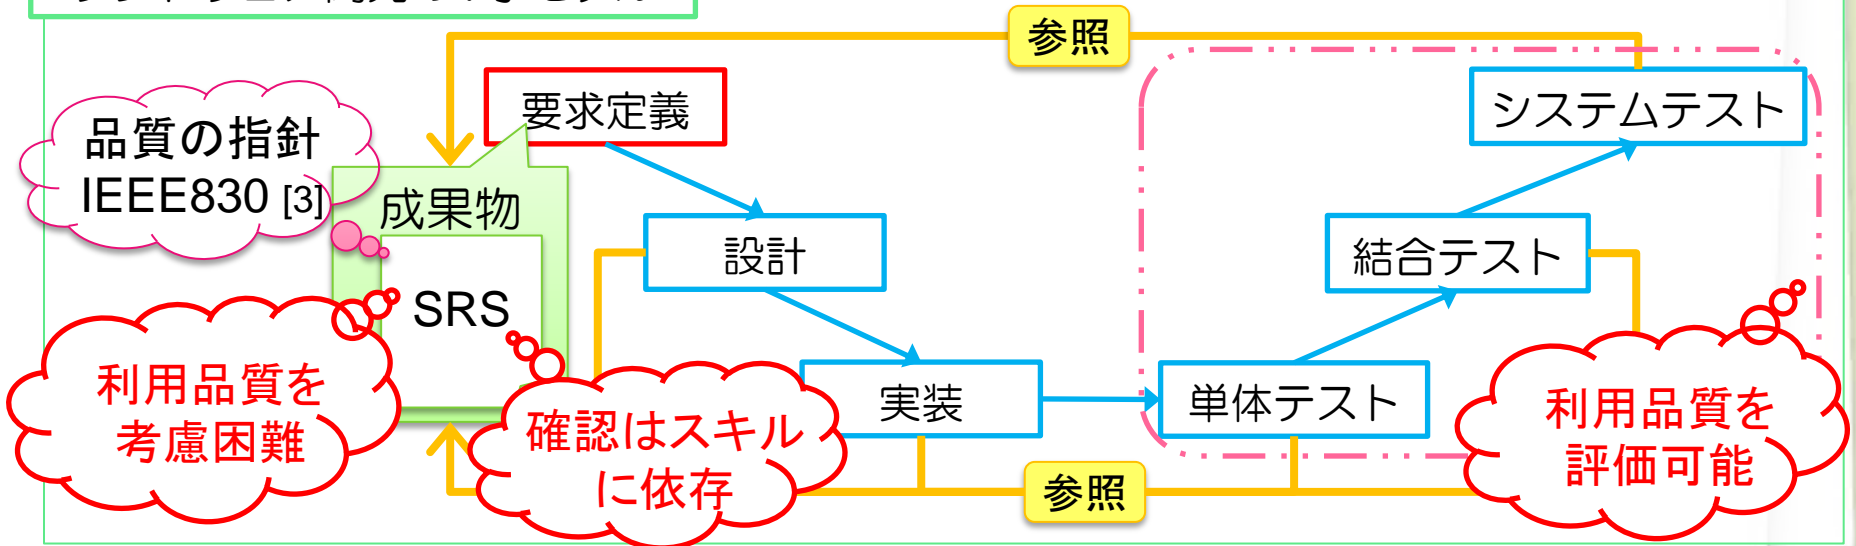 参照
要求定義
システムテスト
品質の指針
IEEE830 [3]
成果物
設計
結合テスト
SRS
利用品質を
考慮困難
確認はスキル
に依存
実装
単体テスト
利用品質を
評価可能
参照